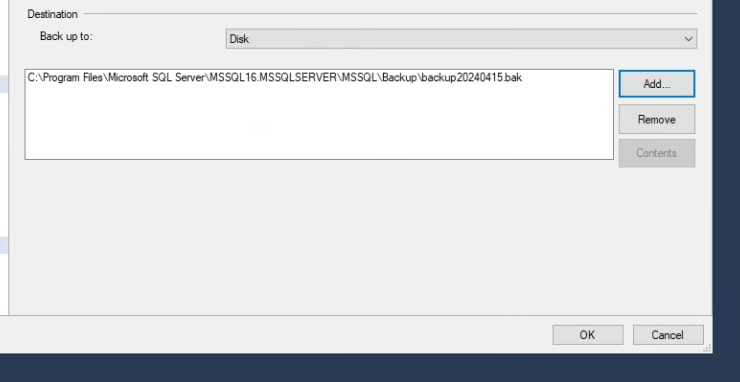 Destination
Back up to:
Disk
C:\Program Files\Microsoft SQL Server\MSSQL16.MSSQLSERVER\MSSQL\Backup\backup20240415.bak
Add...
Remove
Contents
OK
Cancel